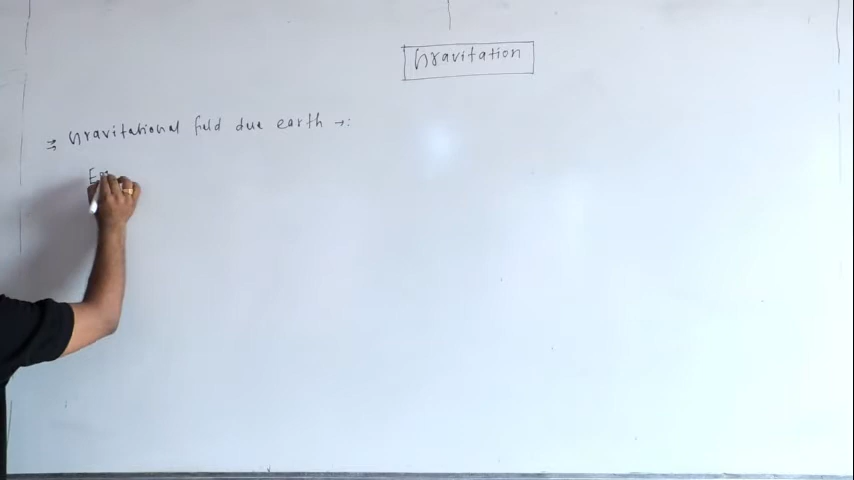 Gravitation
⇒ Gravitational field due earth →: